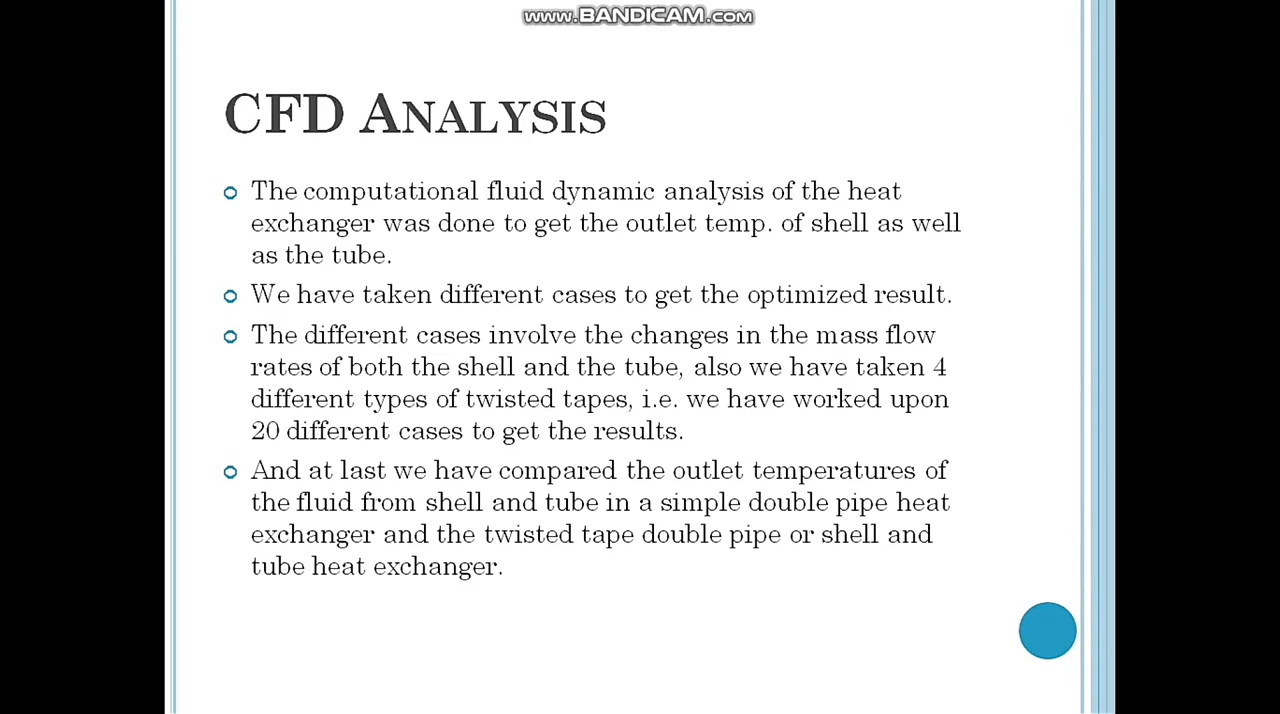 www.BANDICAM.com
CFD ANALYSIS
The computational fluid dynamic analysis of the heat
exchanger was done to get the outlet temp. of shell as well
as the tube.
We have taken different cases to get the optimized result.
The different cases involve the changes in the mass flow
rates of both the shell and the tube, also we have taken 4
different types of twisted tapes, i.e. we have worked upon
20 different cases to get the results.
And at last we have compared the outlet temperatures of
the fluid from shell and tube in a simple double pipe heat
exchanger and the twisted tape double pipe or shell and
tube heat exchanger.